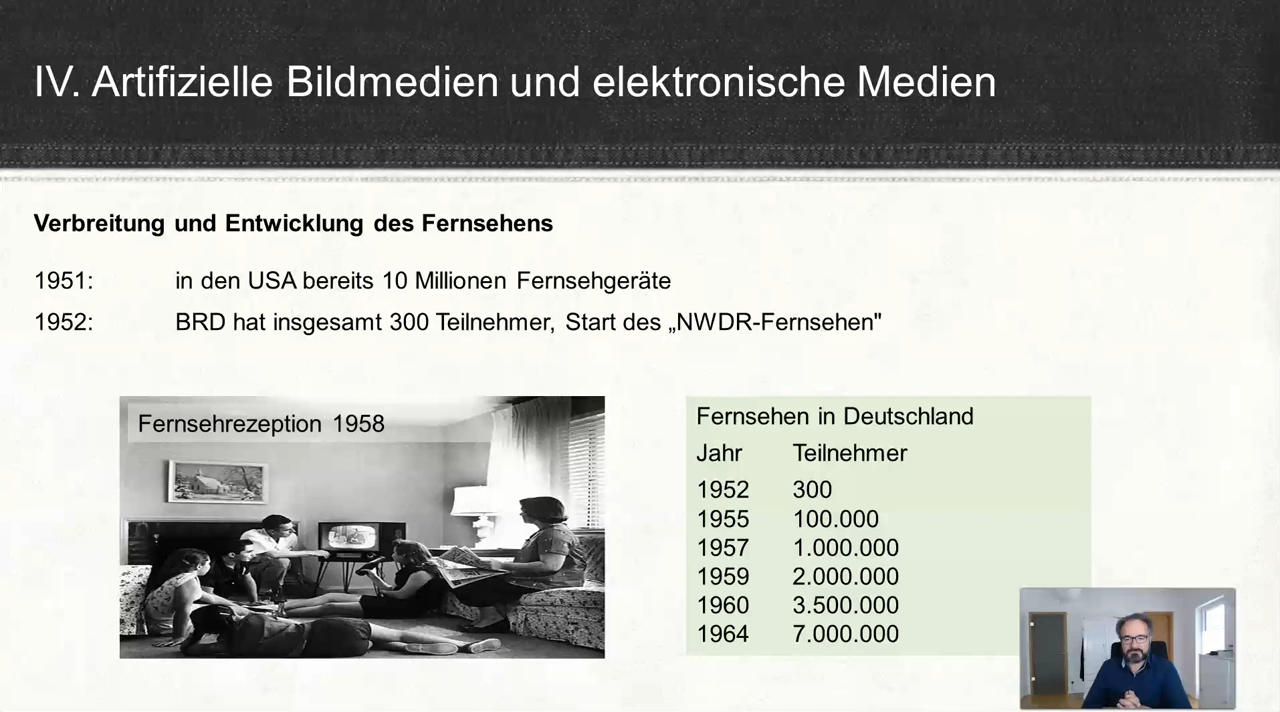 IV. Artifizielle Bildmedien und elektronische Medien
Verbreitung und Entwicklung des Fernsehens
1951: in den USA bereits 10 Millionen Fernsehgeräte
1952: BRD hat insgesamt 300 Teilnehmer, Start des „NWDR-Fernsehen"
Fernsehrezeption 1958
Fernsehen in Deutschland
Jahr Teilnehmer
1952 300
1955 100.000
1957 1.000.000
1959 2.000.000
1960 3.500.000
1964 7.000.000